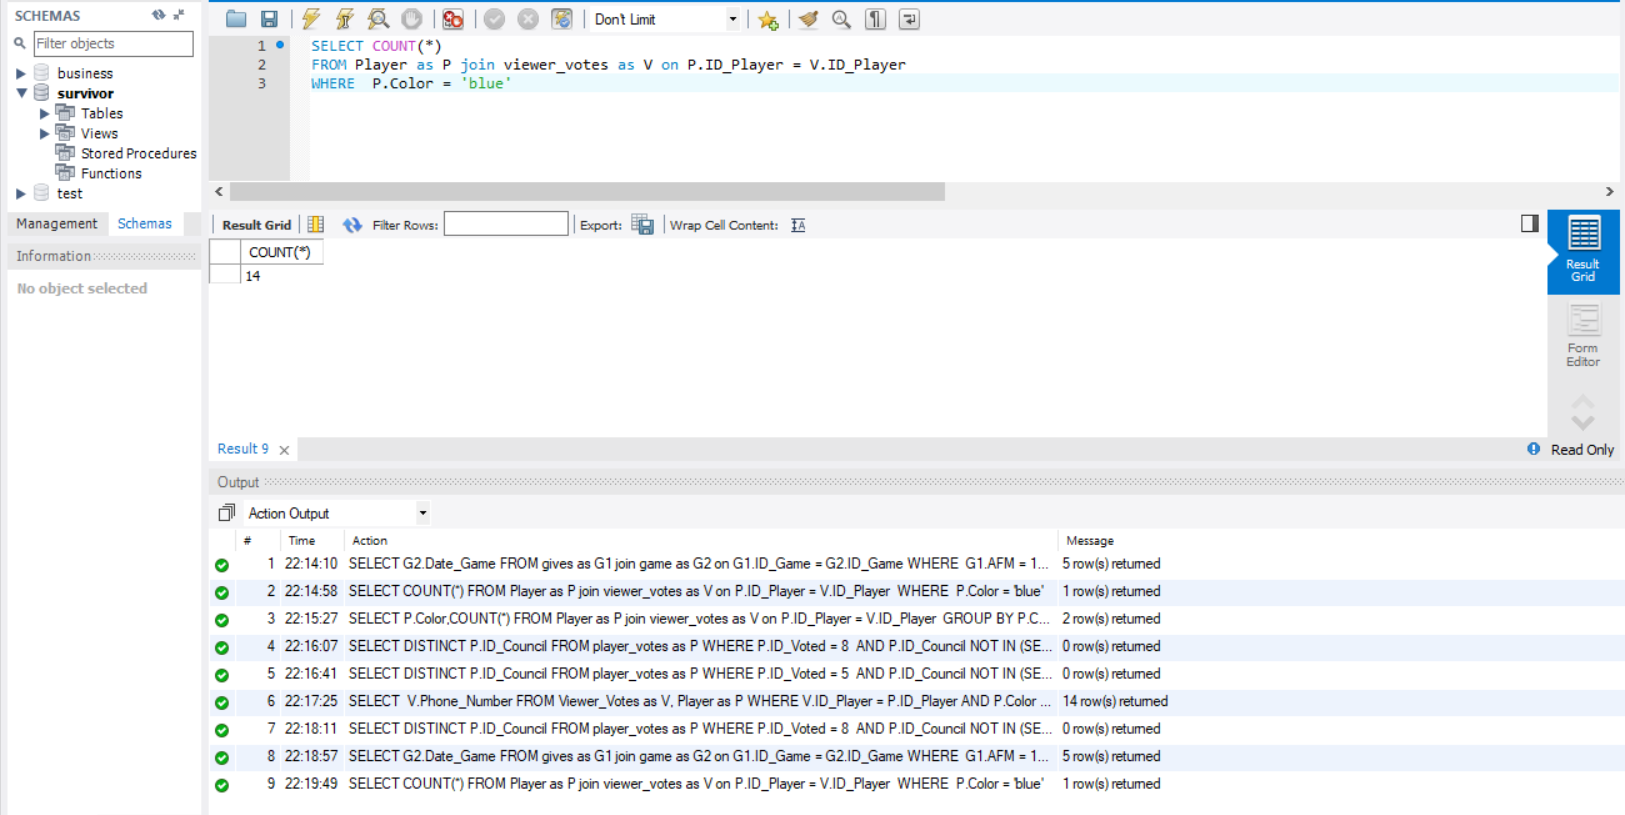 SCHEMAS
Filter objects
business
survivor
Tables
Views
Stored Procedures
Functions
test
Management Schemas
Information
No object selected
Don't Limit
1 SELECT COUNT(*)
2 FROM Player as P join viewer_votes as V on P.ID_Player = V.ID_Player
3 WHERE P.Color = 'blue'
Result Grid Filter Rows: Export: Wrap Cell Content:
COUNT(*)
14
Result Grid
Form Editor
Result 9 Read Only
Output
Action Output
# Time Action Message
1 22:14:10 SELECT G2.Date_Game FROM gives as G1 join game as G2 on G1.ID_Game = G2.ID_Game WHERE G1.AFM = 1... 5 row(s) returned
2 22:14:58 SELECT COUNT(*) FROM Player as P join viewer_votes as V on P.ID_Player = V.ID_Player WHERE P.Color = 'blue' 1 row(s) returned
3 22:15:27 SELECT P.Color,COUNT(*) FROM Player as P join viewer_votes as V on P.ID_Player = V.ID_Player GROUP BY P.C... 2 row(s) returned
4 22:16:07 SELECT DISTINCT P.ID_Council FROM player_votes as P WHERE P.ID_Voted = 8 AND P.ID_Council NOT IN (SE... 0 row(s) returned
5 22:16:41 SELECT DISTINCT P.ID_Council FROM player_votes as P WHERE P.ID_Voted = 5 AND P.ID_Council NOT IN (SE... 0 row(s) returned
6 22:17:25 SELECT V.Phone_Number FROM Viewer_Votes as V, Player as P WHERE V.ID_Player = P.ID_Player AND P.Color ... 14 row(s) returned
7 22:18:11 SELECT DISTINCT P.ID_Council FROM player_votes as P WHERE P.ID_Voted = 8 AND P.ID_Council NOT IN (SE... 0 row(s) returned
8 22:18:57 SELECT G2.Date_Game FROM gives as G1 join game as G2 on G1.ID_Game = G2.ID_Game WHERE G1.AFM = 1... 5 row(s) returned
9 22:19:49 SELECT COUNT(*) FROM Player as P join viewer_votes as V on P.ID_Player = V.ID_Player WHERE P.Color = 'blue' 1 row(s) returned